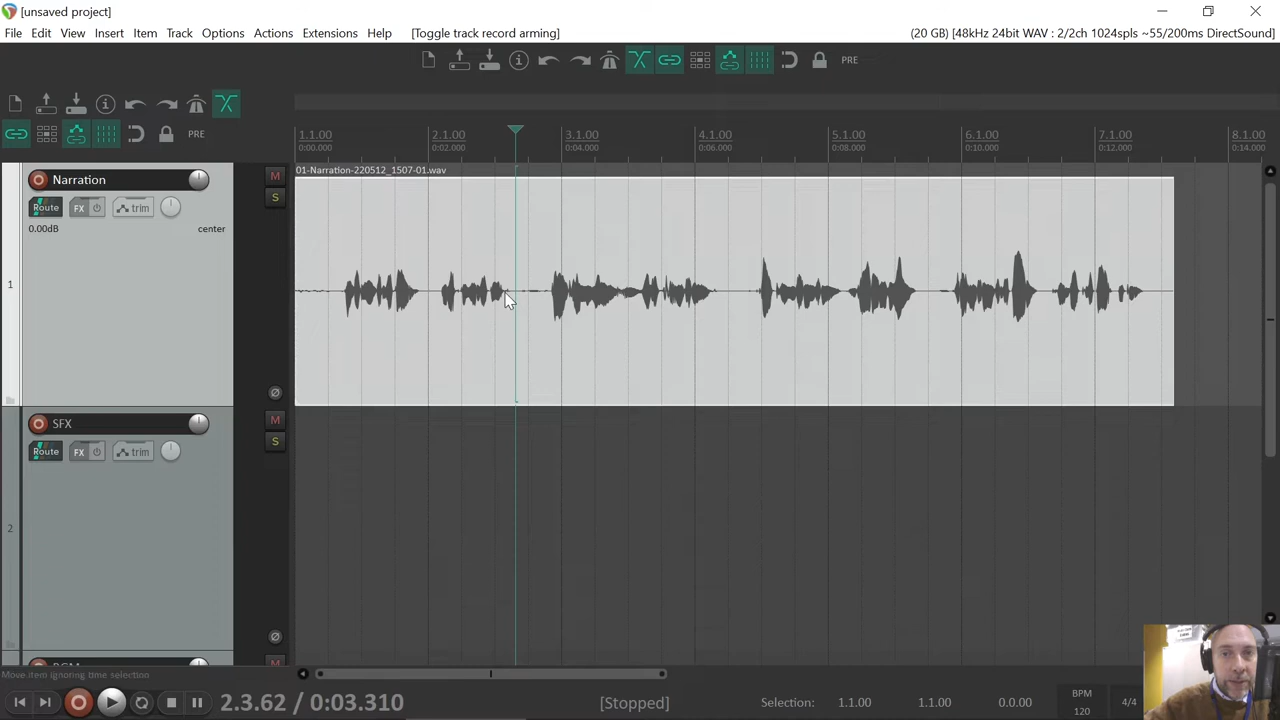 [unsaved project]
File Edit View Insert Item Track Options Actions Extensions Help [Toggle track record arming] (20 GB) [48kHz 24bit WAV : 2/2ch 1024spls ~55/200ms DirectSound]
PRE
PRE
1.1.00 2.1.00 3.1.00 4.1.00 5.1.00 6.1.00 7.1.00 8.1.00
0:00.000 0:02.000 0:04.000 0:06.000 0:08.000 0:10.000 0:12.000 0:14.000
01-Narration-220512_1507-01.wav
Narration M
Route FX trim S
0.00dB center
1
SFX M
Route FX trim S
2
BGM M
Move item ignoring time selection
2.3.62 / 0:03.310 [Stopped] Selection: 1.1.00 1.1.00 0.0.00 BPM 120 4/4